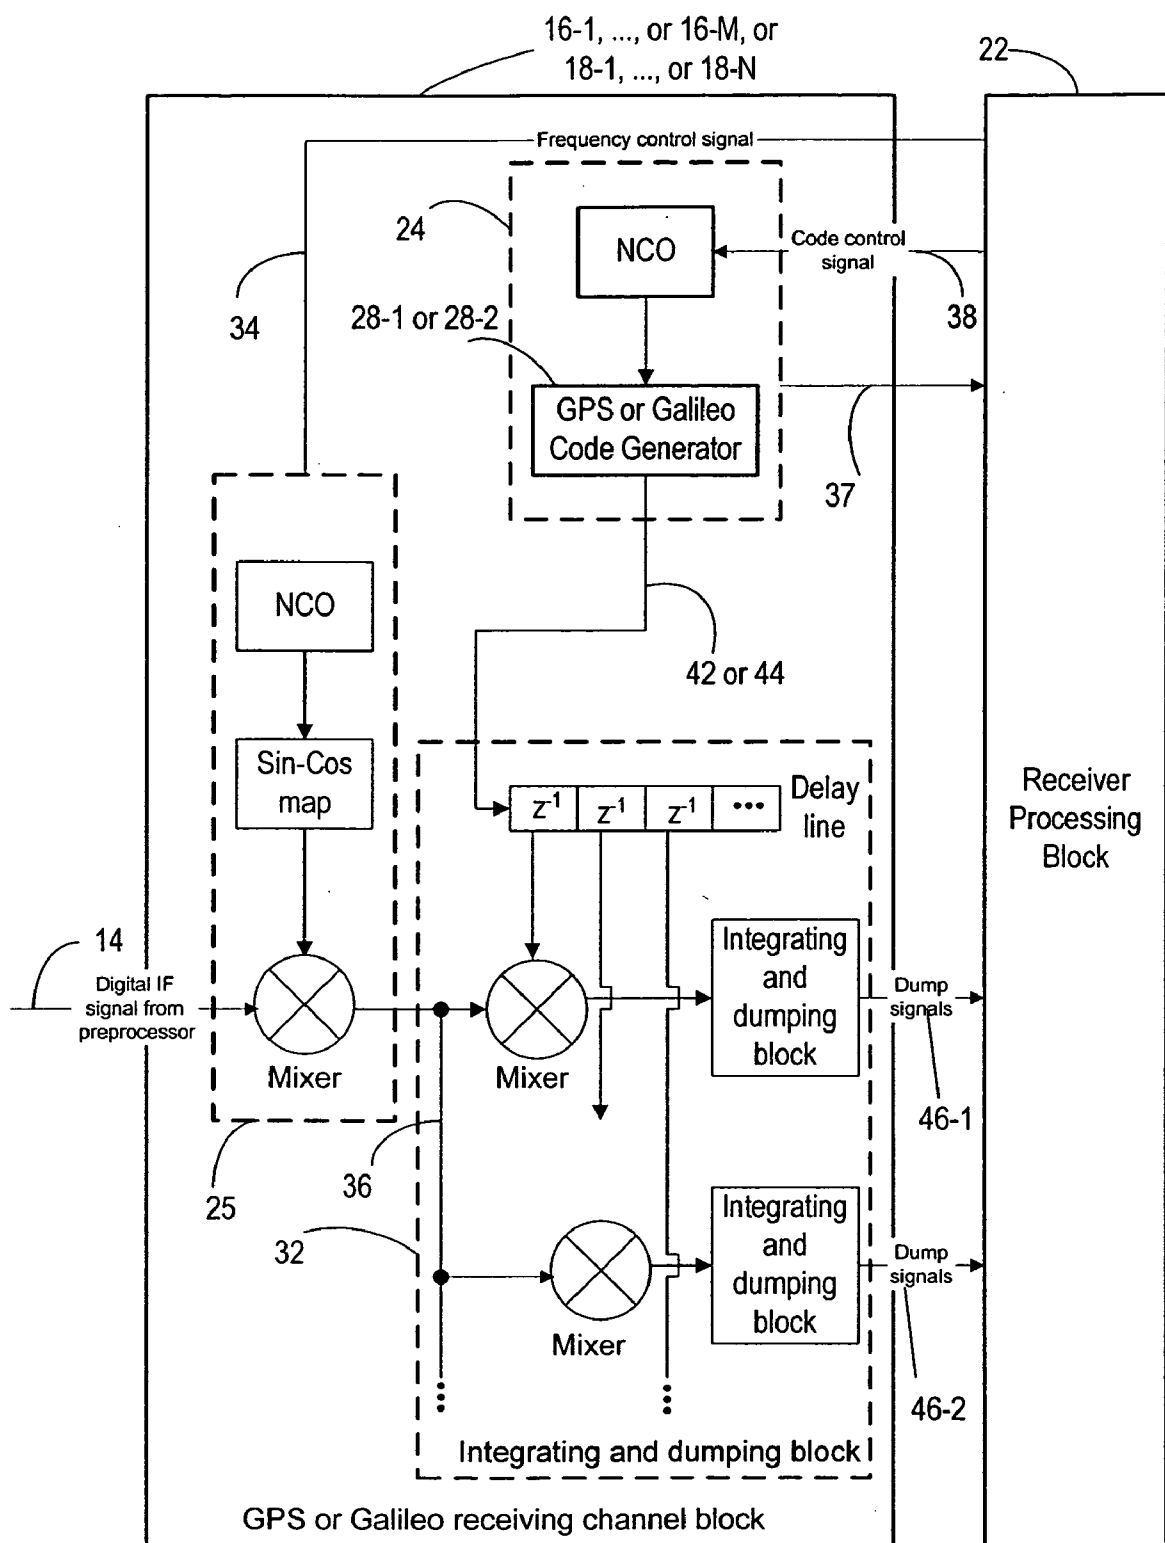 16-1, ..., or 16-M, or
18-1, ..., or 18-N
22
Frequency control signal
24
NCO
Code control
signal
34
38
28-1 or 28-2
GPS or Galileo
Code Generator
37
NCO
42 or 44
Sin-Cos
map
z-1
z-1
z-1
•••
Delay
line
Receiver
Processing
Block
14
Digital IF
signal from
preprocessor
Mixer
Mixer
Integrating
and
dumping
block
Dump
signals
46-1
25
36
32
Mixer
Integrating
and
dumping
block
Dump
signals
46-2
Integrating and dumping block
GPS or Galileo receiving channel block